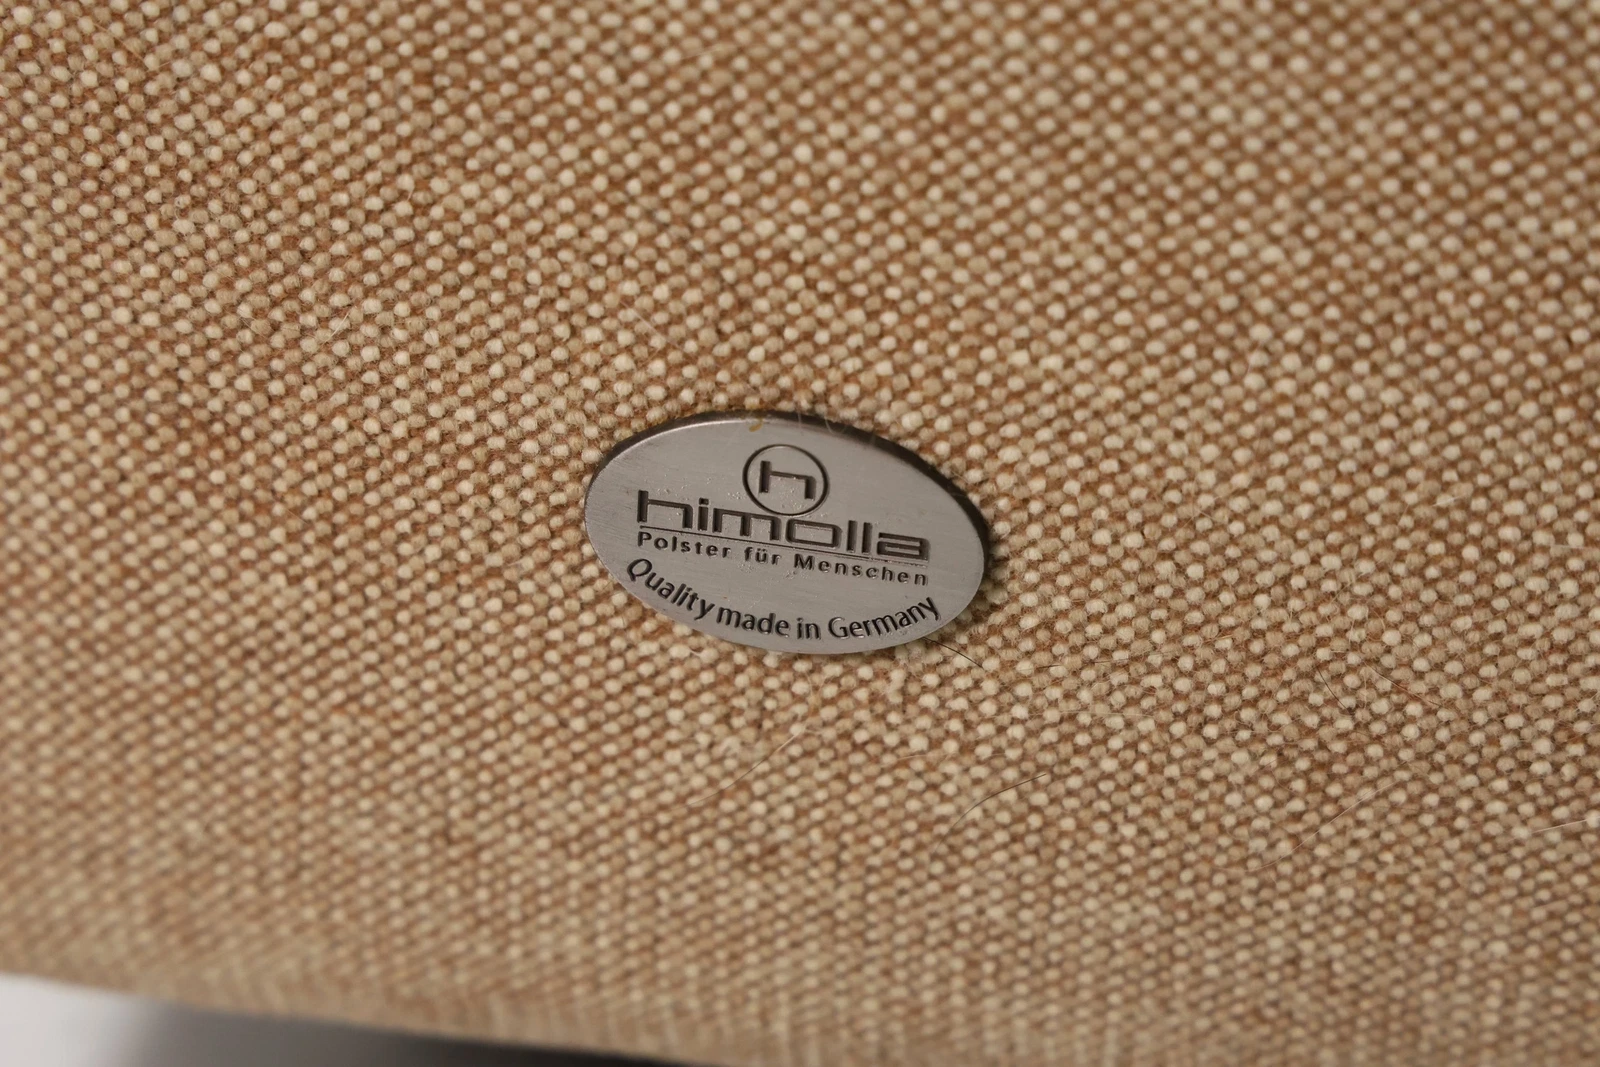 h
himolla
Polster für Menschen
Quality made in Germany